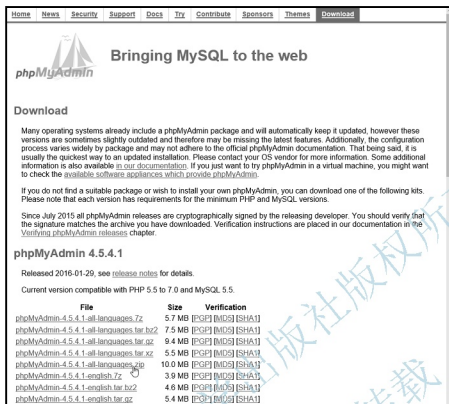 Home News Security Support Docs Try Contribute Sponsors Themes Download
phpMyAdmin
Bringing MySQL to the web
Download
Many operating systems already include a phpMyAdmin package and will automatically keep it updated, however these
versions are sometimes slightly outdated and therefore may be missing the latest features. Additionally, the configuration
process varies widely by package and may not adhere to the official phpMyAdmin documentation. That being said, it is
usually the quickest way to an updated installation. Please contact your OS vendor for more information. Some additional
information is also available in our documentation. If you just want to try phpMyAdmin in a virtual machine, you might want
to check the available software appliances which provide phpMyAdmin.
If you do not find a suitable package or wish to install your own phpMyAdmin, you can download one of the following kits.
Please note that each version has requirements for the minimum PHP and MySQL versions.
Since July 2015 all phpMyAdmin releases are cryptographically signed by the releasing developer. You should verify that
the signature matches the archive you have downloaded. Verification instructions are placed in our documentation in the
Verifying phpMyAdmin releases chapter.
phpMyAdmin 4.5.4.1
Released 2016-01-29, see release notes for details.
Current version compatible with PHP 5.5 to 7.0 and MySQL 5.5.
File Size Verification
phpMyAdmin-4.5.4.1-all-languages.7z 5.7 MB [PGP] [MD5] [SHA1]
phpMyAdmin-4.5.4.1-all-languages.tar.bz2 7.5 MB [PGP] [MD5] [SHA1]
phpMyAdmin-4.5.4.1-all-languages.tar.gz 9.4 MB [PGP] [MD5] [SHA1]
phpMyAdmin-4.5.4.1-all-languages.tar.xz 5.5 MB [PGP] [MD5] [SHA1]
phpMyAdmin-4.5.4.1-all-languages.zip 10.0 MB [PGP] [MD5] [SHA1]
phpMyAdmin-4.5.4.1-english.7z 3.9 MB [PGP] [MD5] [SHA1]
phpMyAdmin-4.5.4.1-english.tar.bz2 4.6 MB [PGP] [MD5] [SHA1]
phpMyAdmin-4.5.4.1-english.tar.gz 5.4 MB [PGP] [MD5] [SHA1]